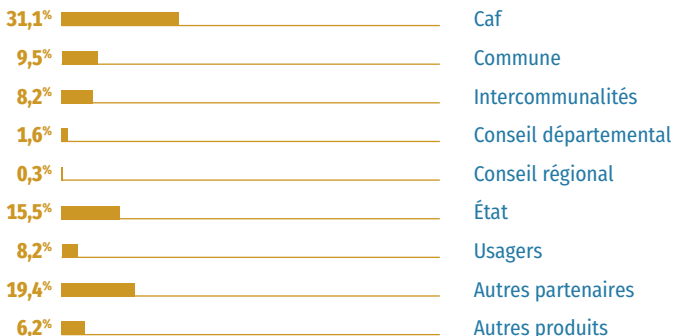 31,1% Caf
9,5% Commune
8,2% Intercommunalités
1,6% Conseil départemental
0,3% Conseil régional
15,5% État
8,2% Usagers
19,4% Autres partenaires
6,2% Autres produits